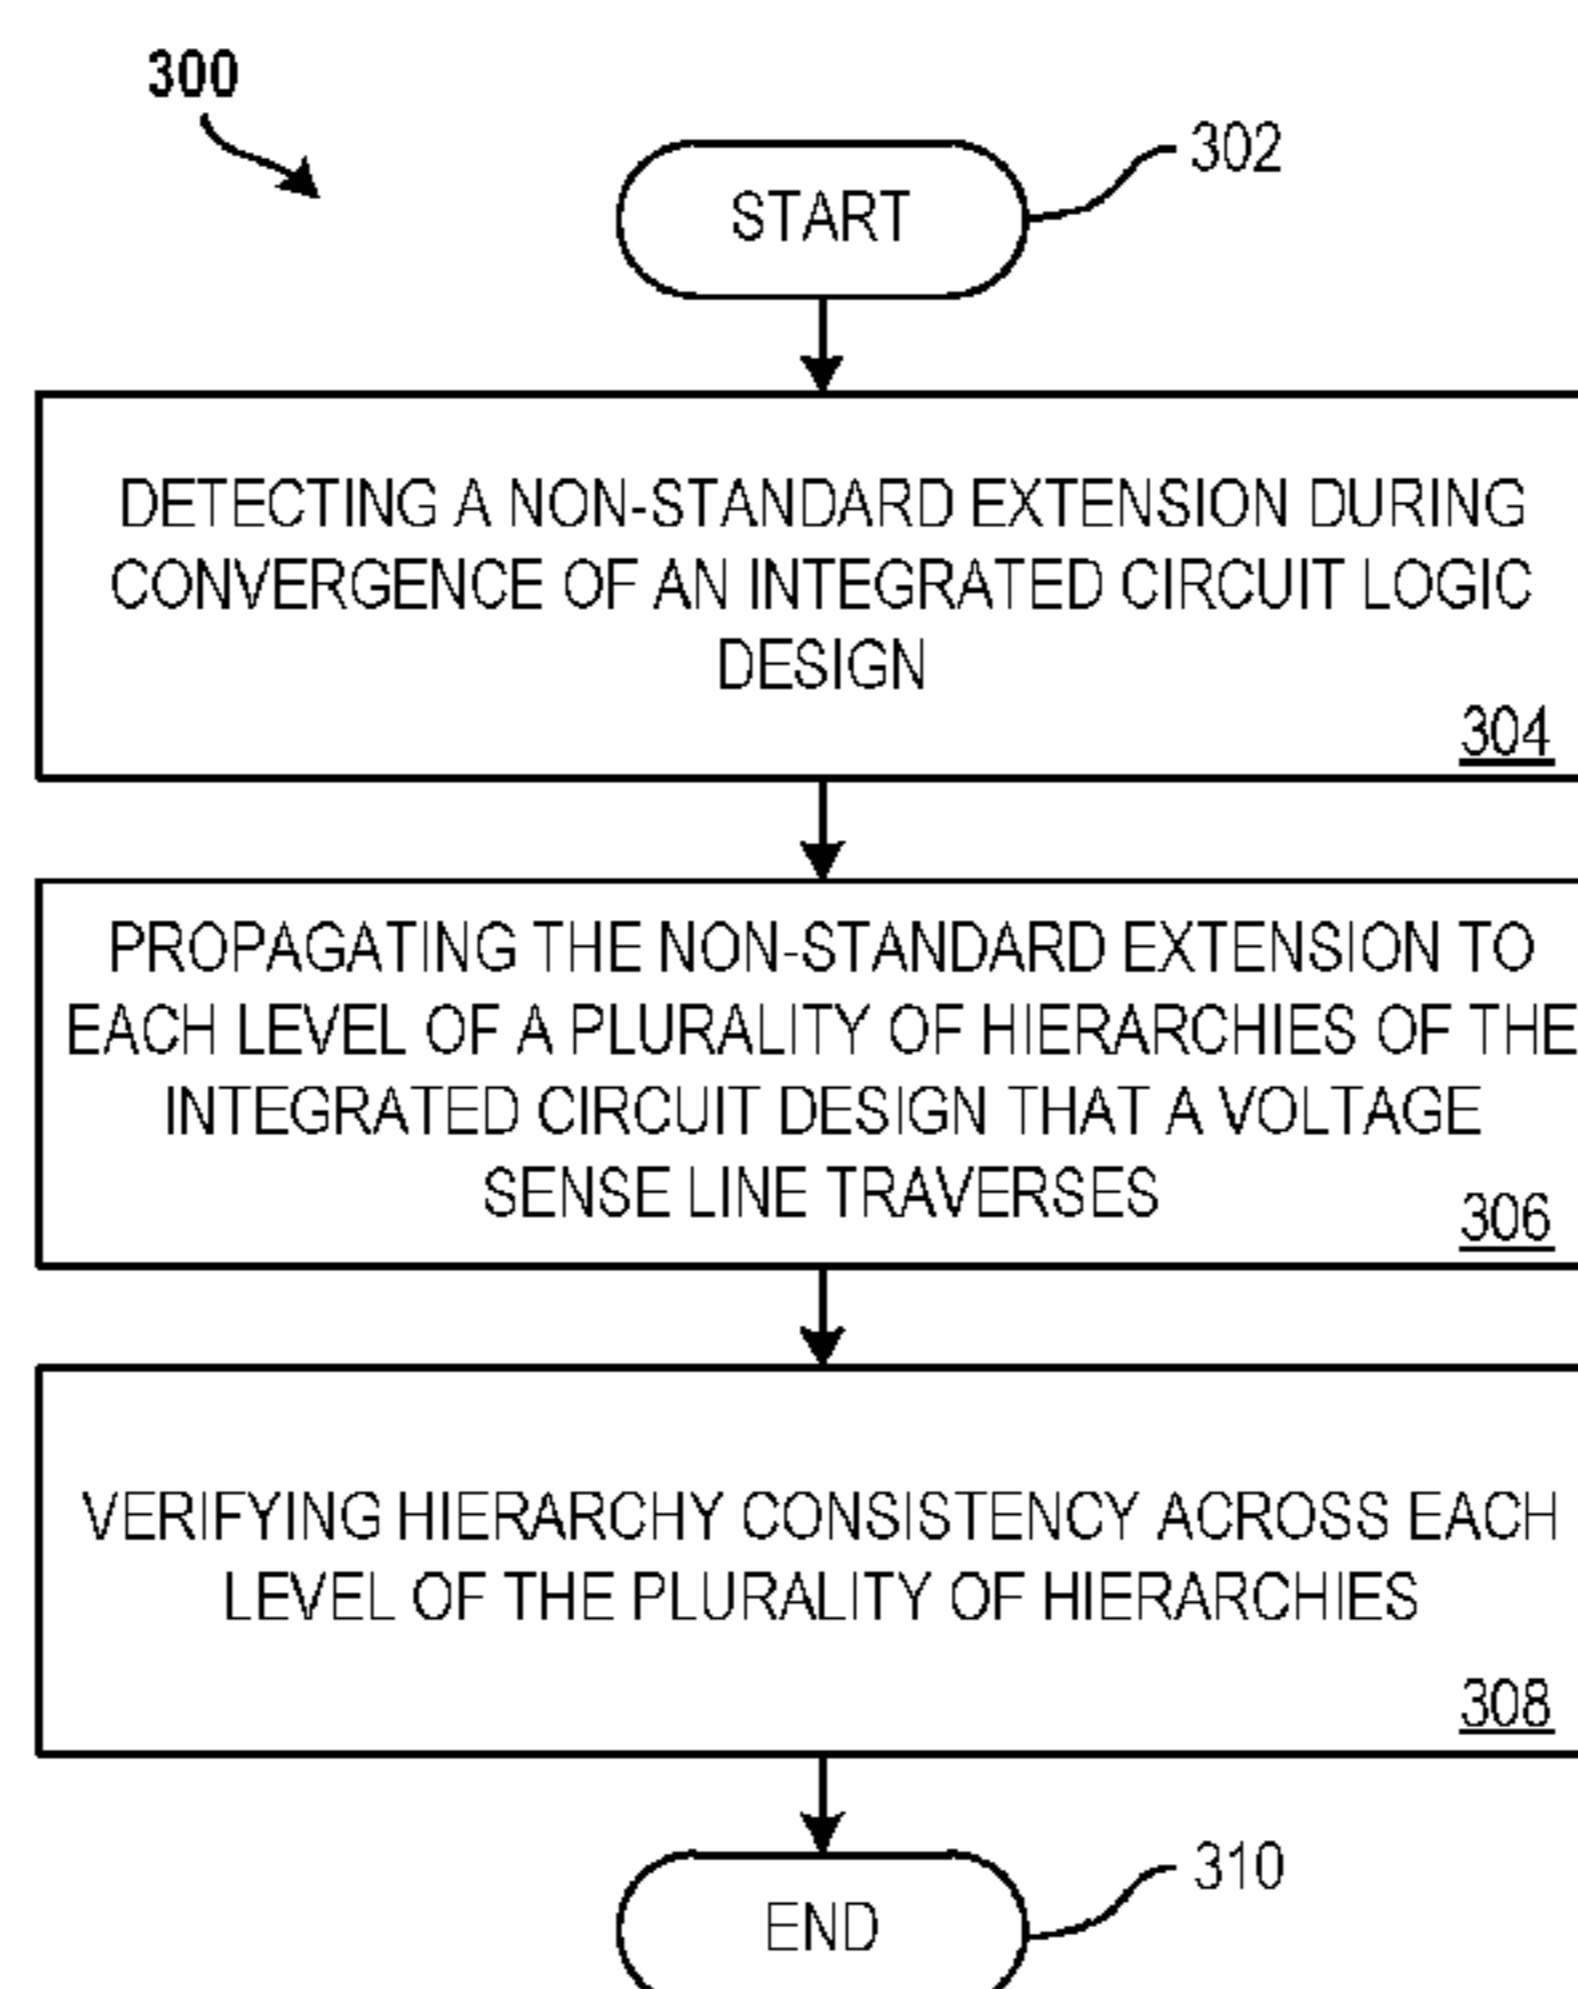 300
302
START
DETECTING A NON-STANDARD EXTENSION DURING
CONVERGENCE OF AN INTEGRATED CIRCUIT LOGIC
DESIGN
304
PROPAGATING THE NON-STANDARD EXTENSION TO
EACH LEVEL OF A PLURALITY OF HIERARCHIES OF THE
INTEGRATED CIRCUIT DESIGN THAT A VOLTAGE
SENSE LINE TRAVERSES
306
VERIFYING HIERARCHY CONSISTENCY ACROSS EACH
LEVEL OF THE PLURALITY OF HIERARCHIES
308
310
END